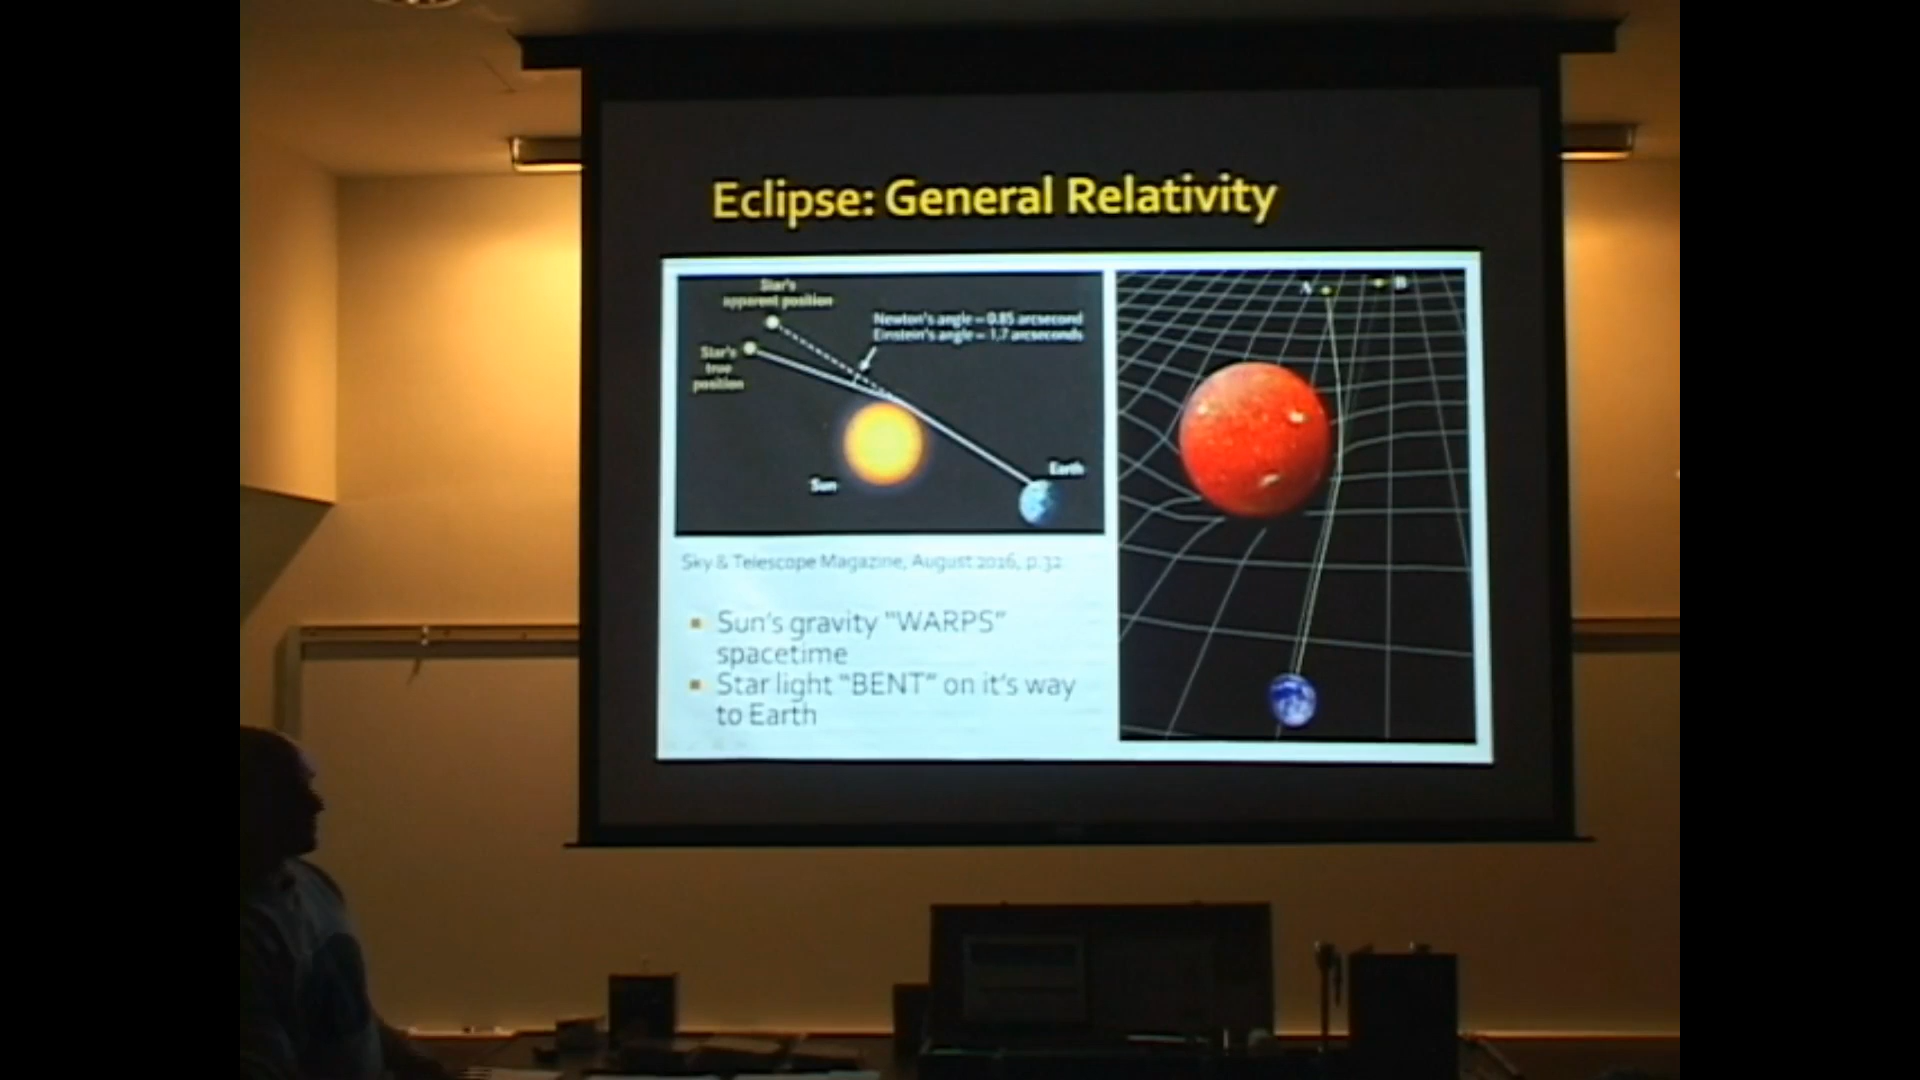 Eclipse: General Relativity
Star's
apparent position
Newton's angle – 0.85 arcsecond
Einstein's angle – 1.7 arcseconds
Star's
true
position
Sun
Earth
A
B
Sky & Telescope Magazine, August 2016, p.32
Sun's gravity "WARPS"
spacetime
Star light "BENT" on it's way
to Earth